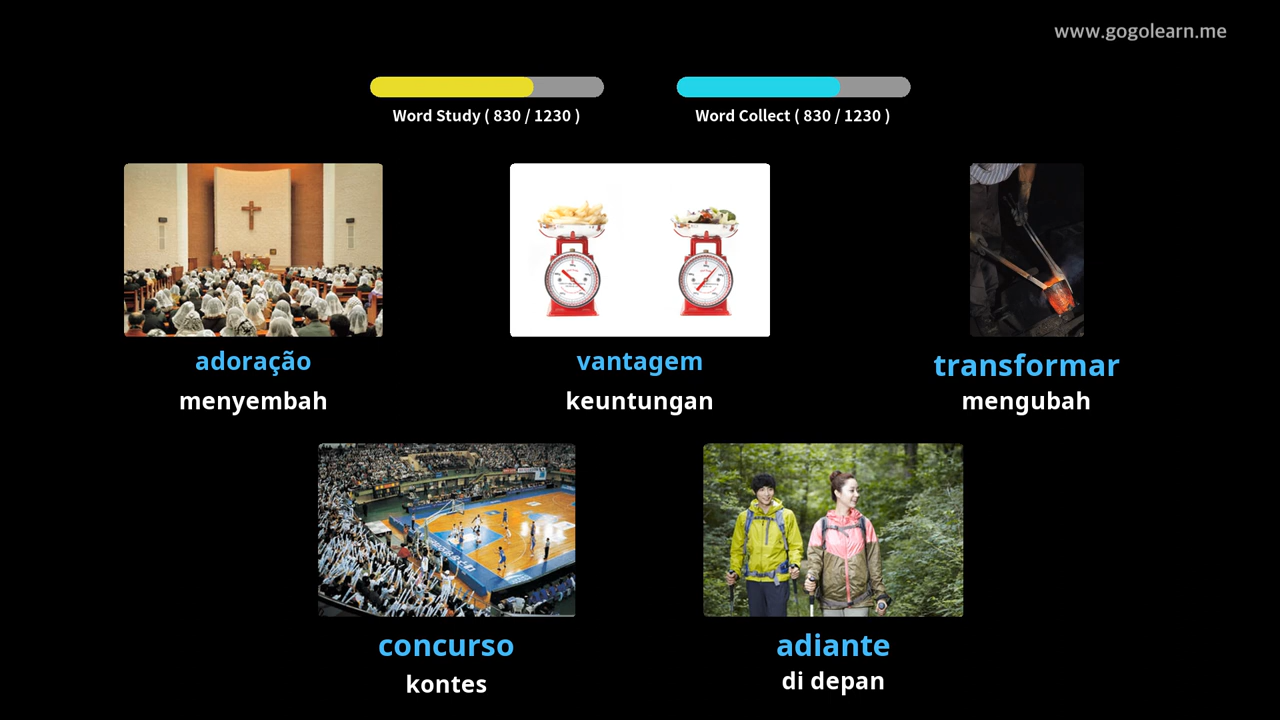 www.gogolearn.me
Word Study ( 830 / 1230 )
Word Collect ( 830 / 1230 )
adoração
menyembah
vantagem
keuntungan
transformar
mengubah
concurso
kontes
adiante
di depan